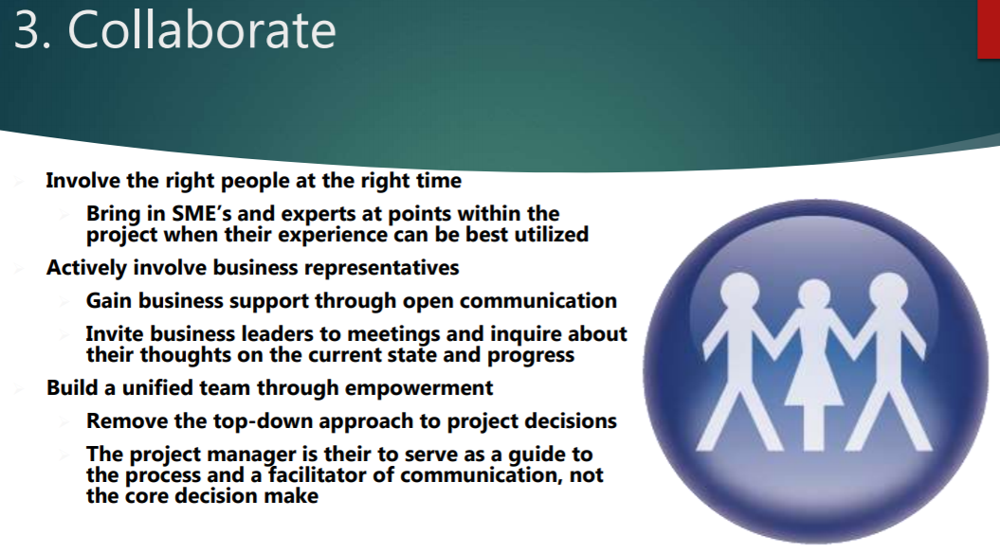 3. Collaborate
Involve the right people at the right time
Bring in SME’s and experts at points within the
project when their experience can be best utilized
Actively involve business representatives
Gain business support through open communication
Invite business leaders to meetings and inquire about
their thoughts on the current state and progress
Build a unified team through empowerment
Remove the top-down approach to project decisions
The project manager is their to serve as a guide to
the process and a facilitator of communication, not
the core decision make